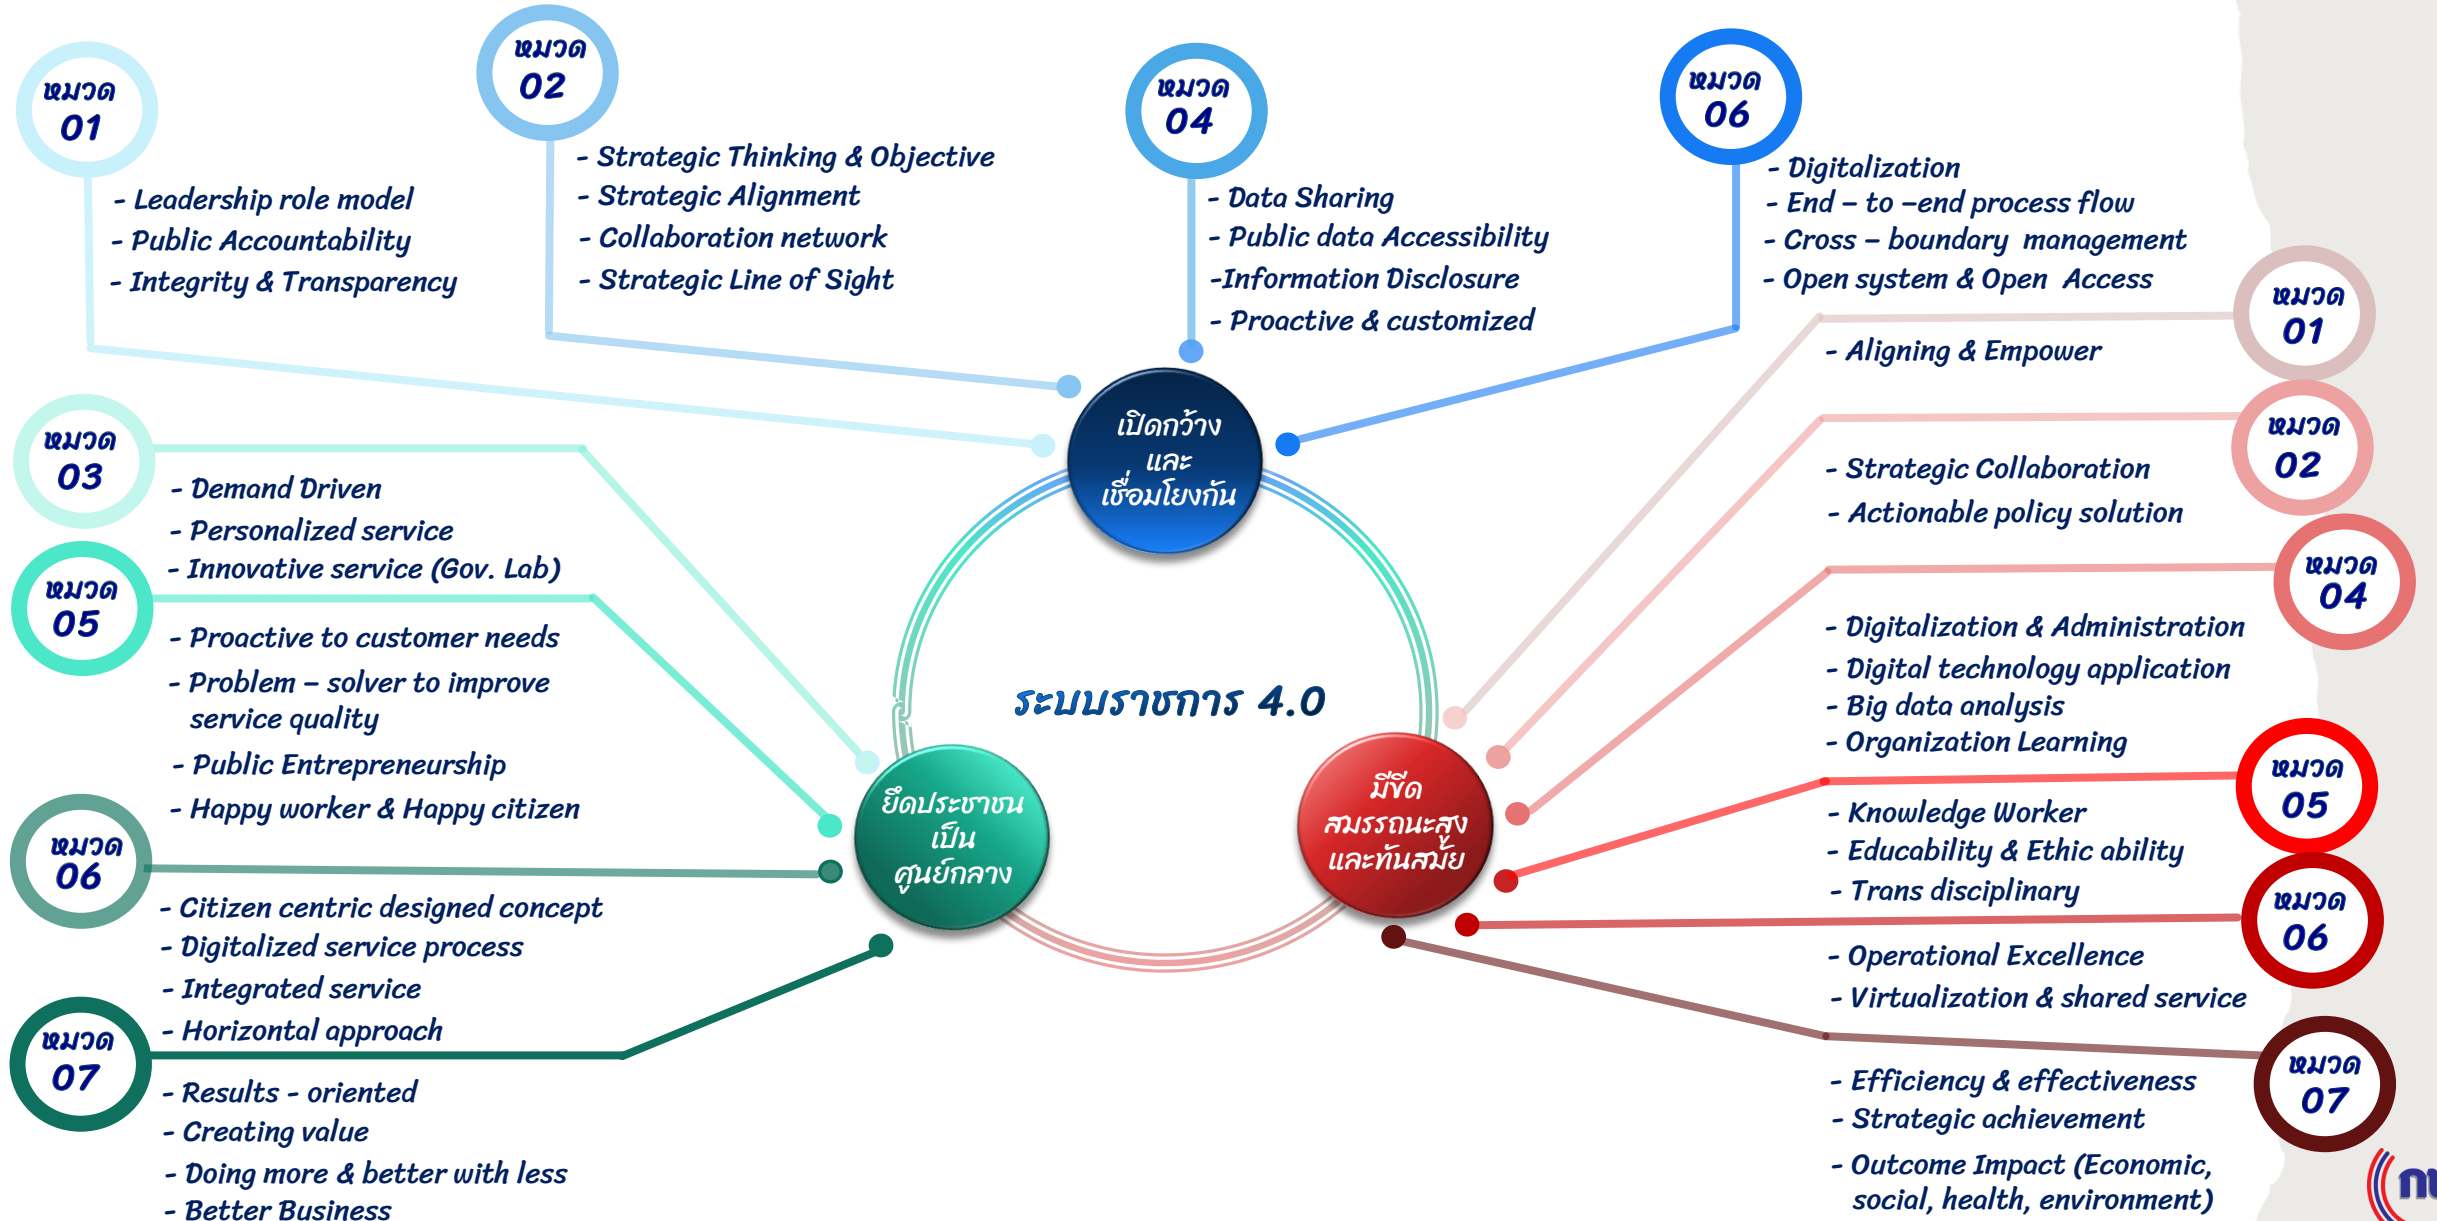 หมวด
01
- Leadership role model
- Public Accountability
- Integrity & Transparency
หมวด
02
- Strategic Thinking & Objective
- Strategic Alignment
- Collaboration network
- Strategic Line of Sight
หมวด
04
- Data Sharing
- Public data Accessibility
-Information Disclosure
- Proactive & customized
หมวด
06
- Digitalization
- End – to –end process flow
- Cross – boundary management
- Open system & Open Access
เปิดกว้าง
และ
เชื่อมโยงกัน
หมวด
03
- Demand Driven
- Personalized service
- Innovative service (Gov. Lab)
หมวด
05
- Proactive to customer needs
- Problem – solver to improve
service quality
- Public Entrepreneurship
- Happy worker & Happy citizen
หมวด
06
- Citizen centric designed concept
- Digitalized service process
- Integrated service
- Horizontal approach
หมวด
07
- Results - oriented
- Creating value
- Doing more & better with less
- Better Business
ระบบราชการ 4.0
ยึดประชาชน
เป็น
ศูนย์กลาง
มีขีด
สมรรถนะสูง
และทันสมัย
หมวด
01
- Aligning & Empower
หมวด
02
- Strategic Collaboration
- Actionable policy solution
หมวด
04
- Digitalization & Administration
- Digital technology application
- Big data analysis
- Organization Learning
หมวด
05
- Knowledge Worker
- Educability & Ethic ability
- Trans disciplinary
หมวด
06
- Operational Excellence
- Virtualization & shared service
หมวด
07
- Efficiency & effectiveness
- Strategic achievement
- Outcome Impact (Economic,
social, health, environment)